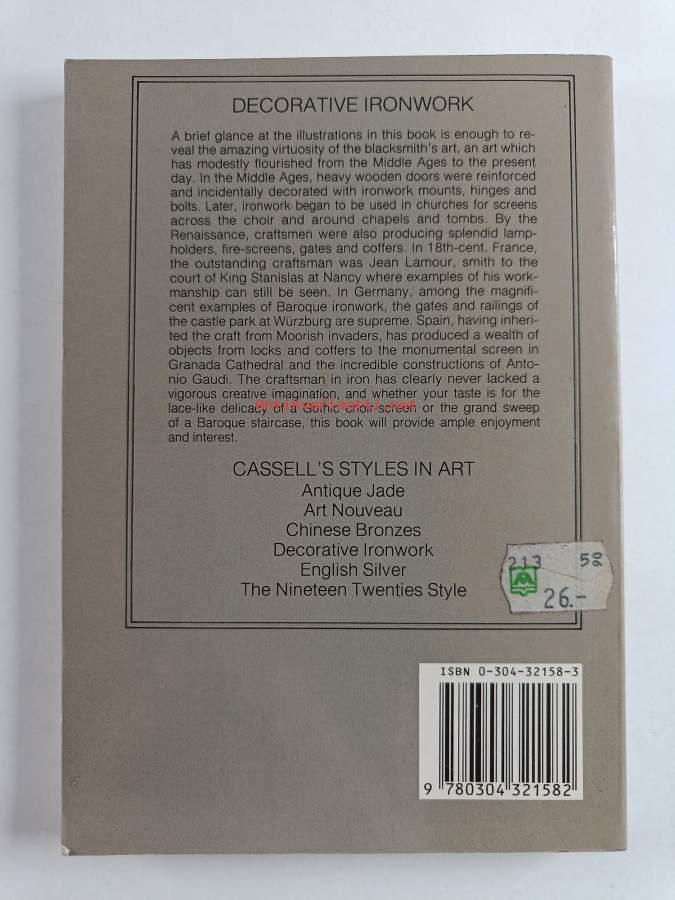 DECORATIVE IRONWORK
A brief glance at the illustrations in this book is enough to re-
veal the amazing virtuosity of the blacksmith's art, an art which
has modestly flourished from the Middle Ages to the present
day. In the Middle Ages, heavy wooden doors were reinforced
and incidentally decorated with ironwork mounts, hinges and
bolts. Later, ironwork began to be used in churches for screens
across the choir and around chapels and tombs. By the
Renaissance, craftsmen were also producing splendid lamp-
holders, fire-screens, gates and coffers. In 18th-cent. France,
the outstanding craftsman was Jean Lamour, smith to the
court of King Stanislas at Nancy where examples of his work-
manship can still be seen. In Germany, among the magnifi-
cent examples of Baroque ironwork, the gates and railings of
the castle park at Würzburg are supreme. Spain, having inheri-
ted the craft from Moorish invaders, has produced a wealth of
objects from locks and coffers to the monumental screen in
Granada Cathedral and the incredible constructions of Anto-
nio Gaudi. The craftsman in iron has clearly never lacked a
vigorous creative imagination, and whether your taste is for the
lace-like delicacy of a Gothic choir-screen or the grand sweep
of a Baroque staircase, this book will provide ample enjoyment
and interest.
CASSELL'S STYLES IN ART
Antique Jade
Art Nouveau
Chinese Bronzes
Decorative Ironwork
English Silver
The Nineteen Twenties Style
213 58
26.-
ISBN 0-304-32158-3
9 780304 321582